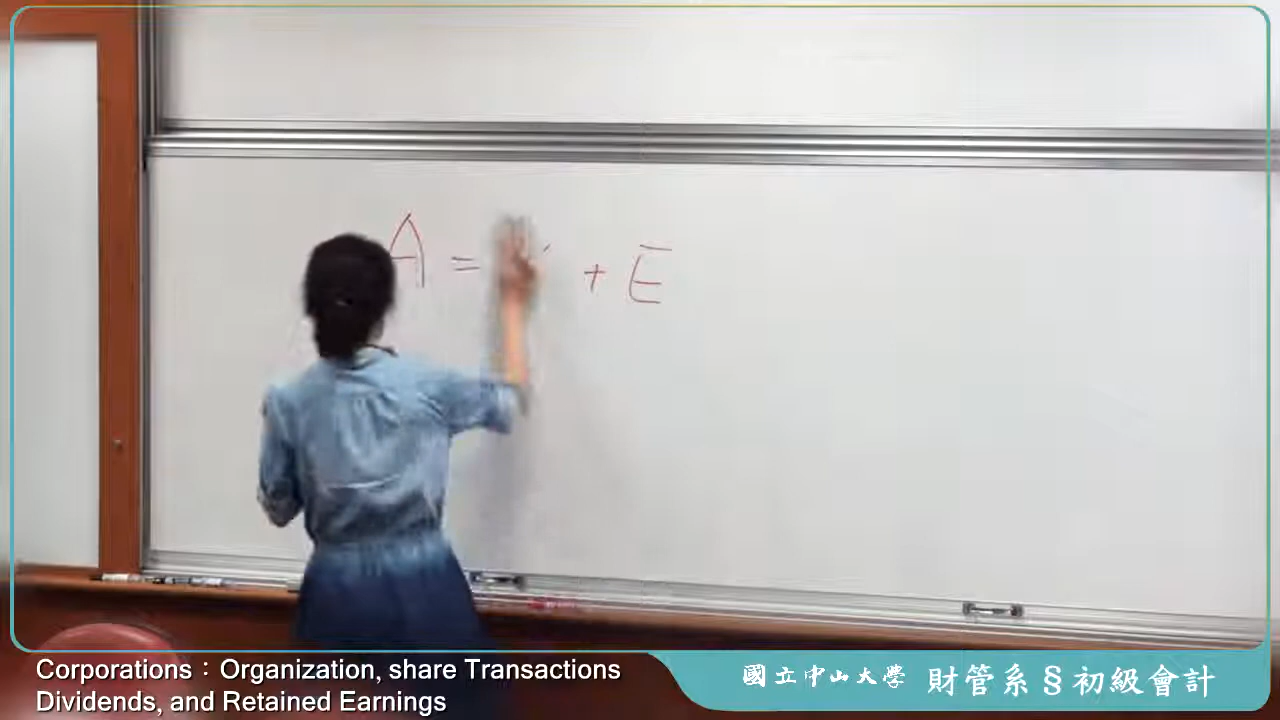 A = + E
Corporations：Organization, share Transactions
Dividends, and Retained Earnings
國立中山大學 財管系§初級會計